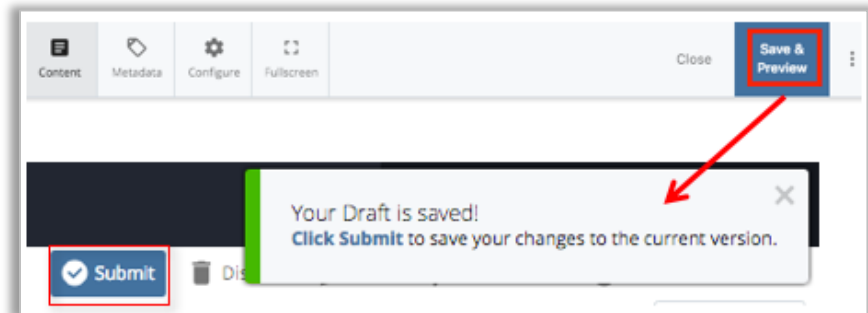 Content Metadata Configure Fullscreen Close Save &
Preview
Your Draft is saved!
Click Submit to save your changes to the current version.
Submit